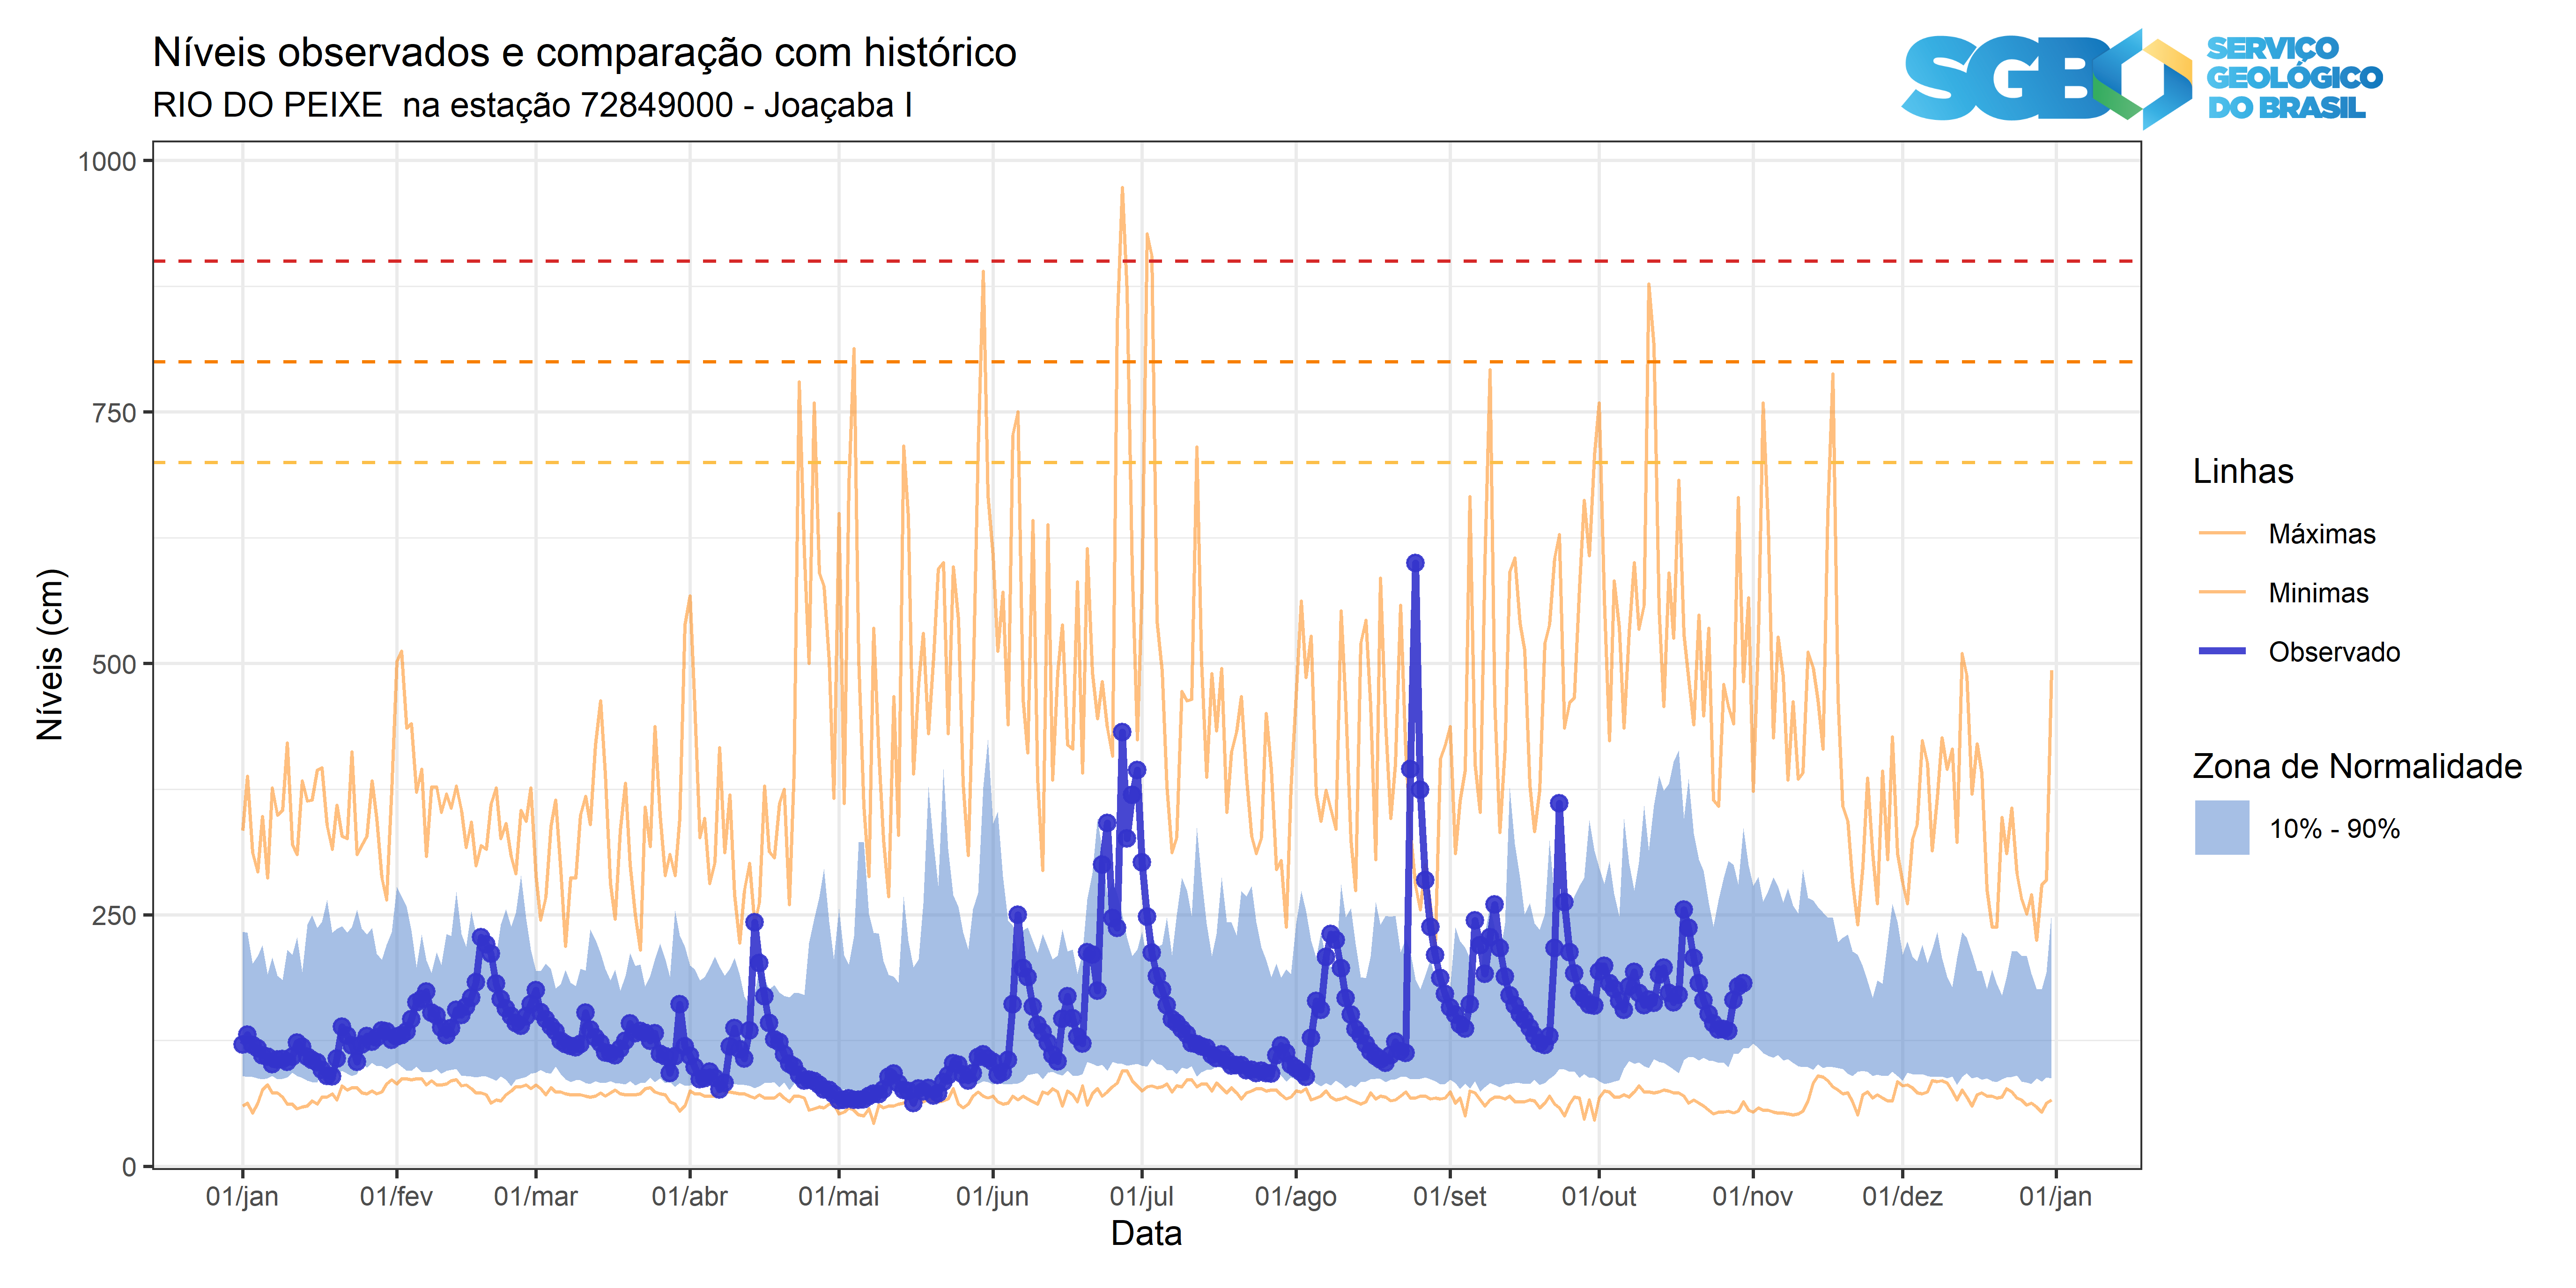 Níveis observados e comparação com histórico
RIO DO PEIXE  na estação 72849000 - Joaçaba I
SGB
SERVIÇO
GEOLÓGICO
DO BRASIL
Níveis (cm)
1000
750
500
250
0
01/jan
01/fev
01/mar
01/abr
01/mai
01/jun
01/jul
01/ago
01/set
01/out
01/nov
01/dez
01/jan
Data
Linhas
Máximas
Minimas
Observado
Zona de Normalidade
10% - 90%